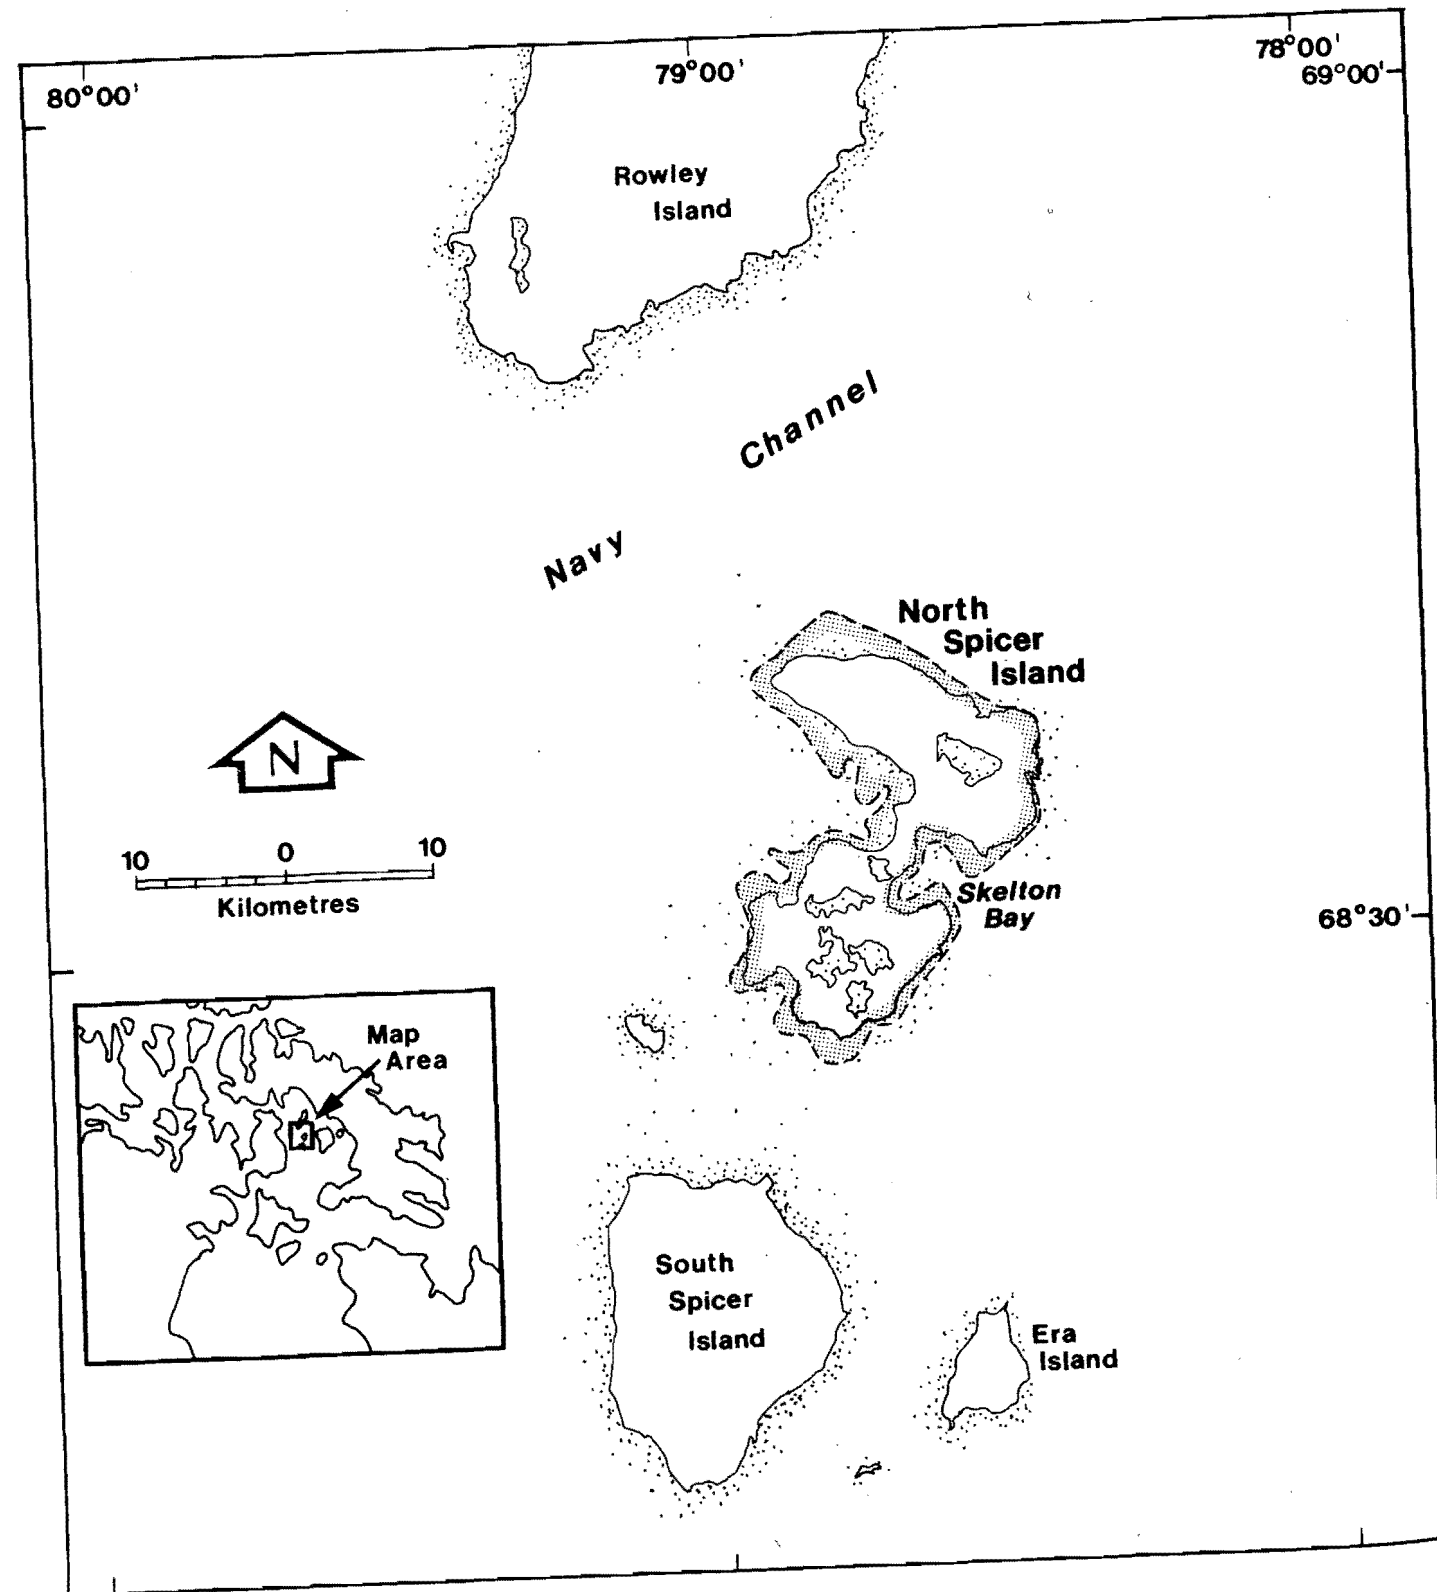 80°00'
79°00'
78°00'
69°00'
Rowley
Island
Channel
Navy
North
Spicer
Island
N
10 0 10
Kilometres
Skelton
Bay
68°30'
Map
Area
South
Spicer
Island
Era
Island